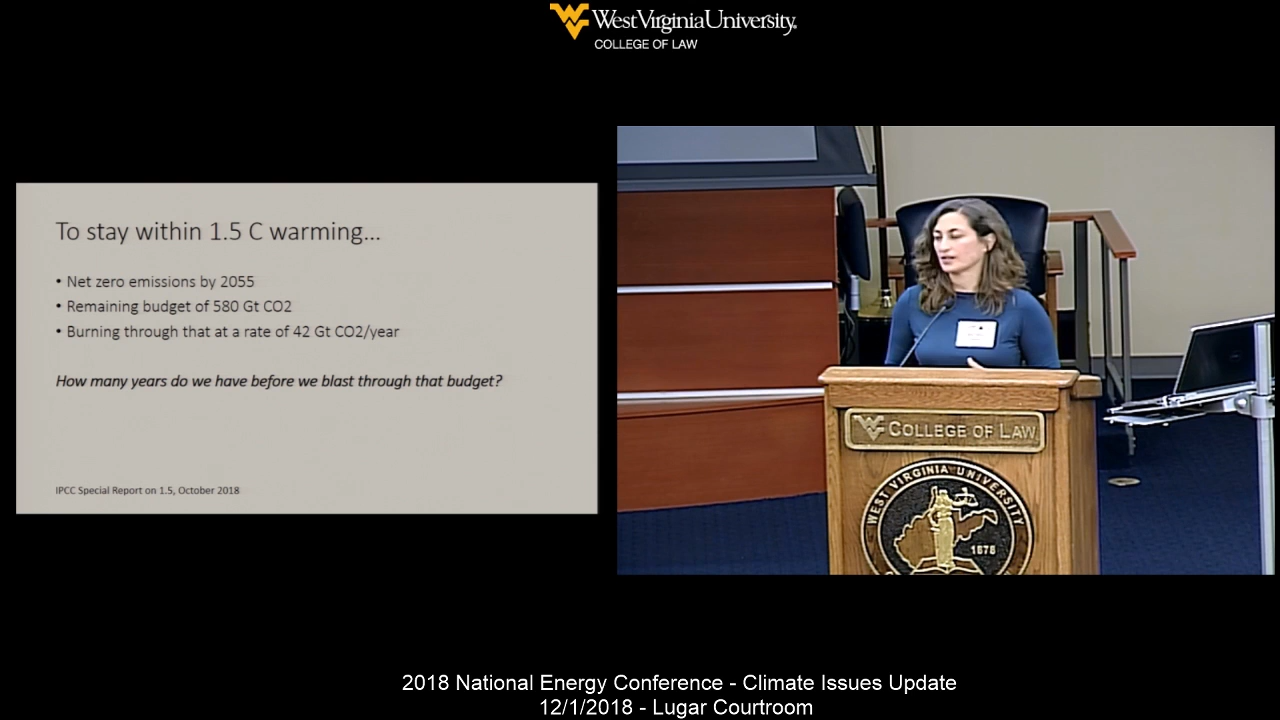 West Virginia University.
COLLEGE OF LAW
To stay within 1.5 C warming...
• Net zero emissions by 2055
• Remaining budget of 580 Gt CO2
• Burning through that at a rate of 42 Gt CO2/year
How many years do we have before we blast through that budget?
IPCC Special Report on 1.5, October 2018
COLLEGE OF LAW
WEST VIRGINIA UNIVERSITY
1878
2018 National Energy Conference - Climate Issues Update
12/1/2018 - Lugar Courtroom